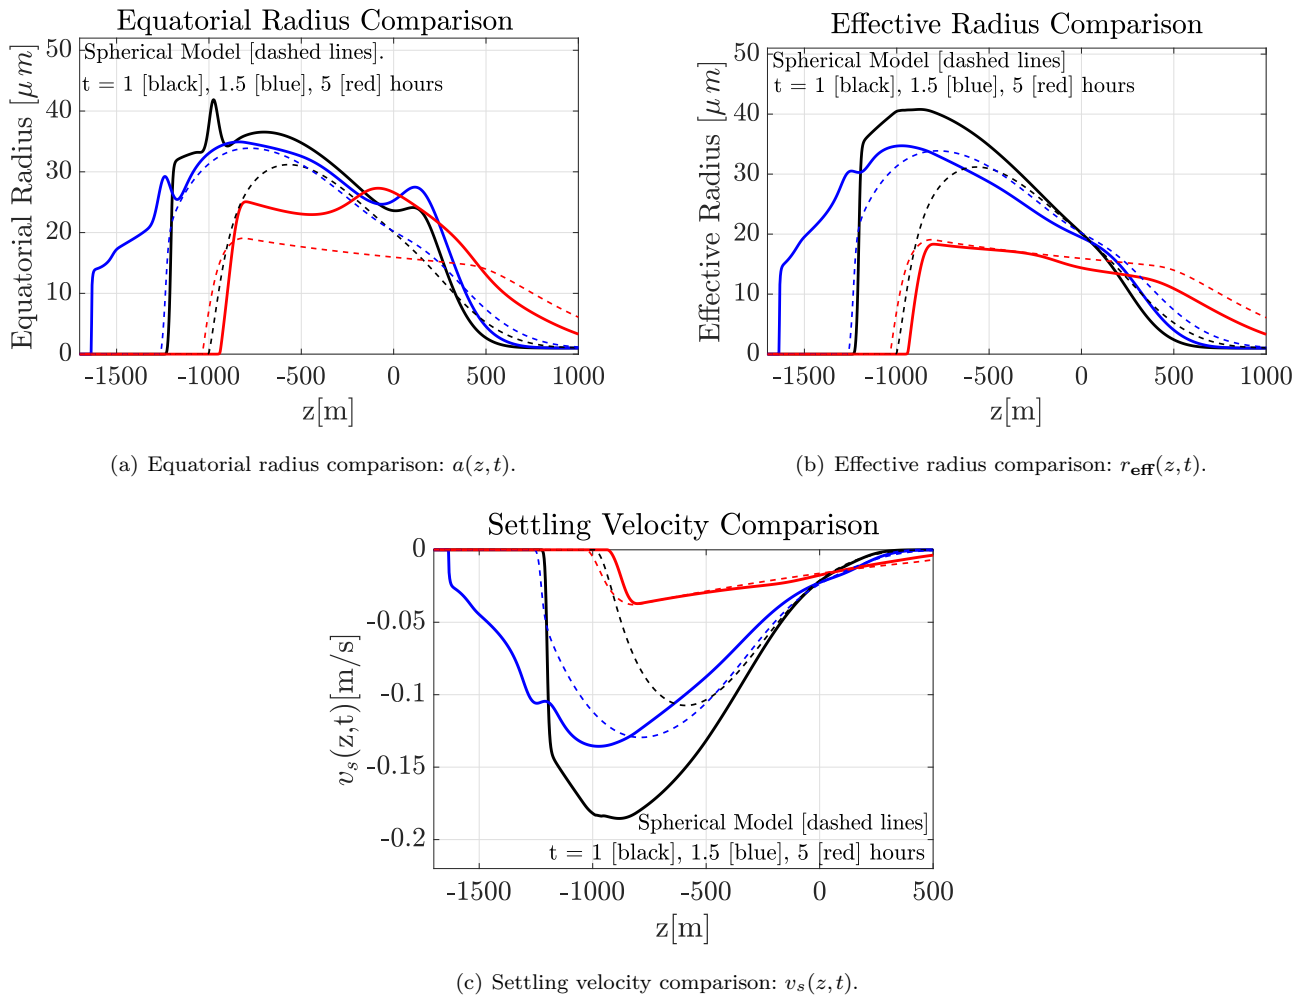 Equatorial Radius Comparison
Equatorial Radius [μ m]
50
40
30
20
10
0
Spherical Model [dashed lines].
t = 1 [black], 1.5 [blue], 5 [red] hours
-1500 -1000 -500 0 500 1000
z[m]
(a) Equatorial radius comparison: a(z, t).
Effective Radius Comparison
Effective Radius [μ m]
50
40
30
20
10
0
Spherical Model [dashed lines]
t = 1 [black], 1.5 [blue], 5 [red] hours
-1500 -1000 -500 0 500 1000
z[m]
(b) Effective radius comparison: r_eff(z, t).
Settling Velocity Comparison
v_s(z,t)[m/s]
0
-0.05
-0.1
-0.15
-0.2
Spherical Model [dashed lines]
t = 1 [black], 1.5 [blue], 5 [red] hours
-1500 -1000 -500 0 500
z[m]
(c) Settling velocity comparison: v_s(z, t).